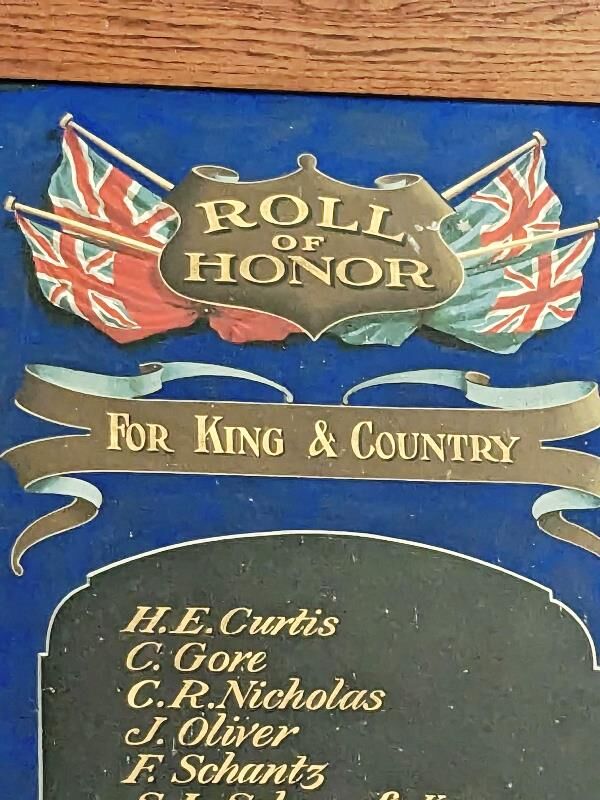 ROLL
OF
HONOR
FOR KING & COUNTRY
H.E. Curtis
C. Gore
C.R. Nicholas
J. Oliver
F. Schantz